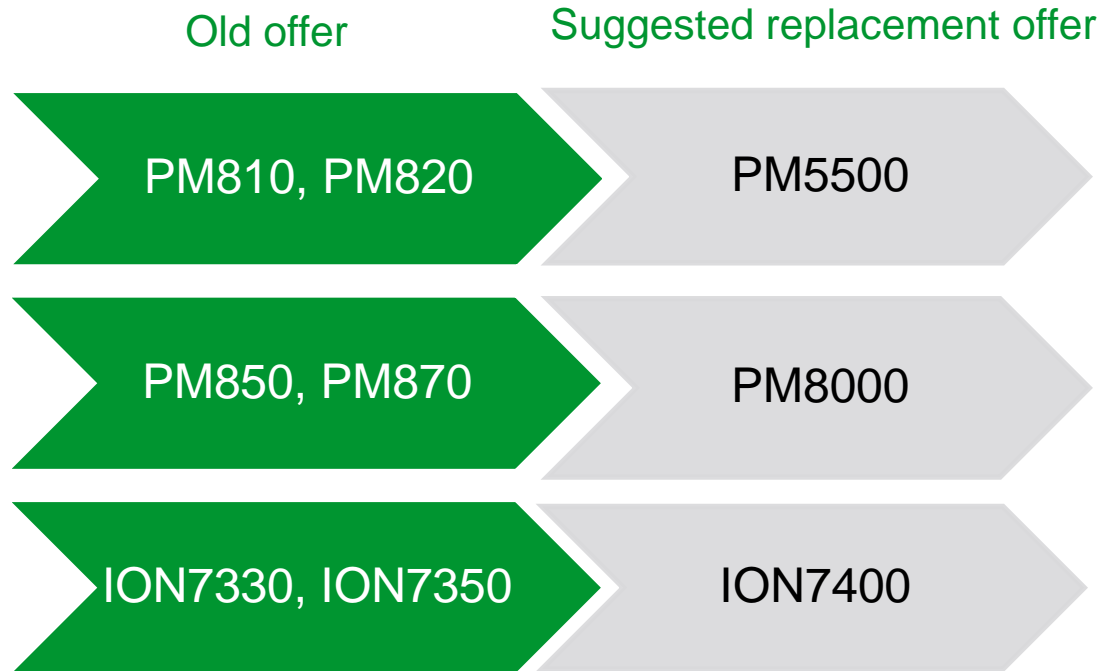 Old offer
Suggested replacement offer
PM810, PM820
PM5500
PM850, PM870
PM8000
ION7330, ION7350
ION7400